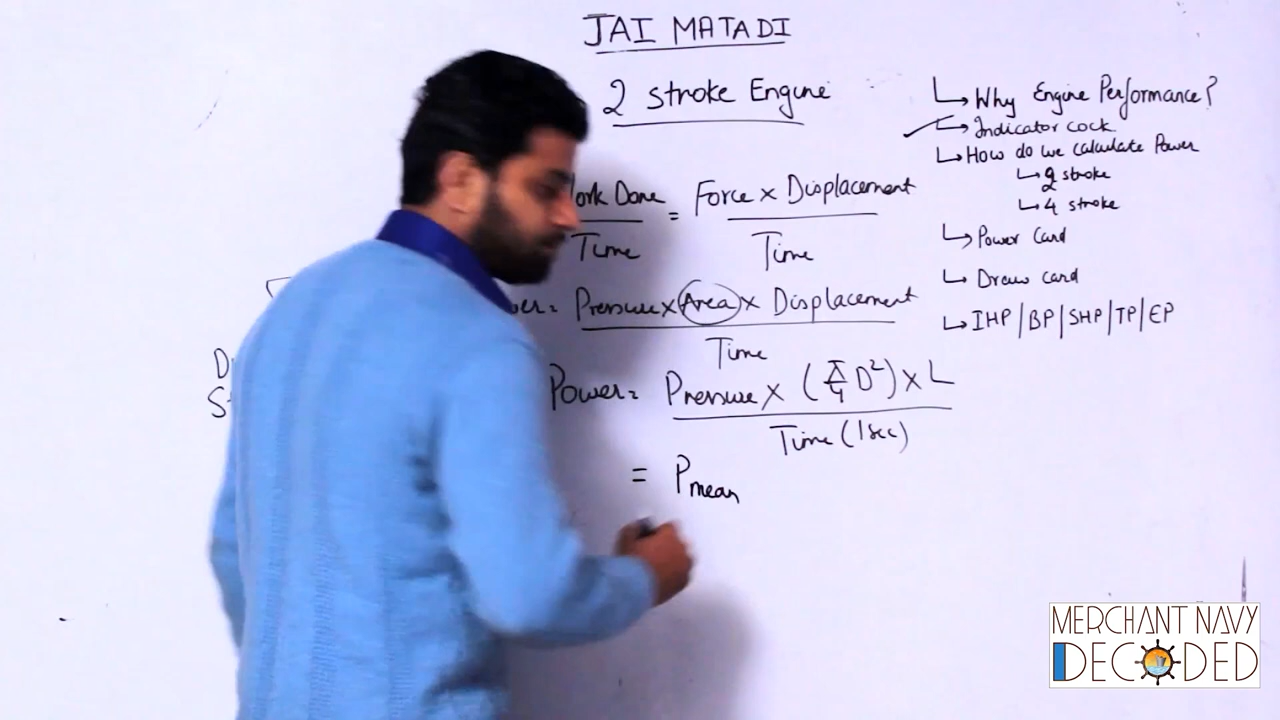 JAI MATADI
2 stroke Engine
ork Done = Force x Displacement
Time Time
wer = Pressure x Area x Displacement
Time
Power = Pressure x (π/4 D²) x L
Time (1sec)
= Pmean
D
S
↳ Why Engine Performance?
↳ Indicator cock
↳ How do we calculate Power
↳ 2 stroke
↳ 4 stroke
↳ Power card
↳ Draw card
↳ IHP/BP/SHP/TP/EP
MERCHANT NAVY
DECODED